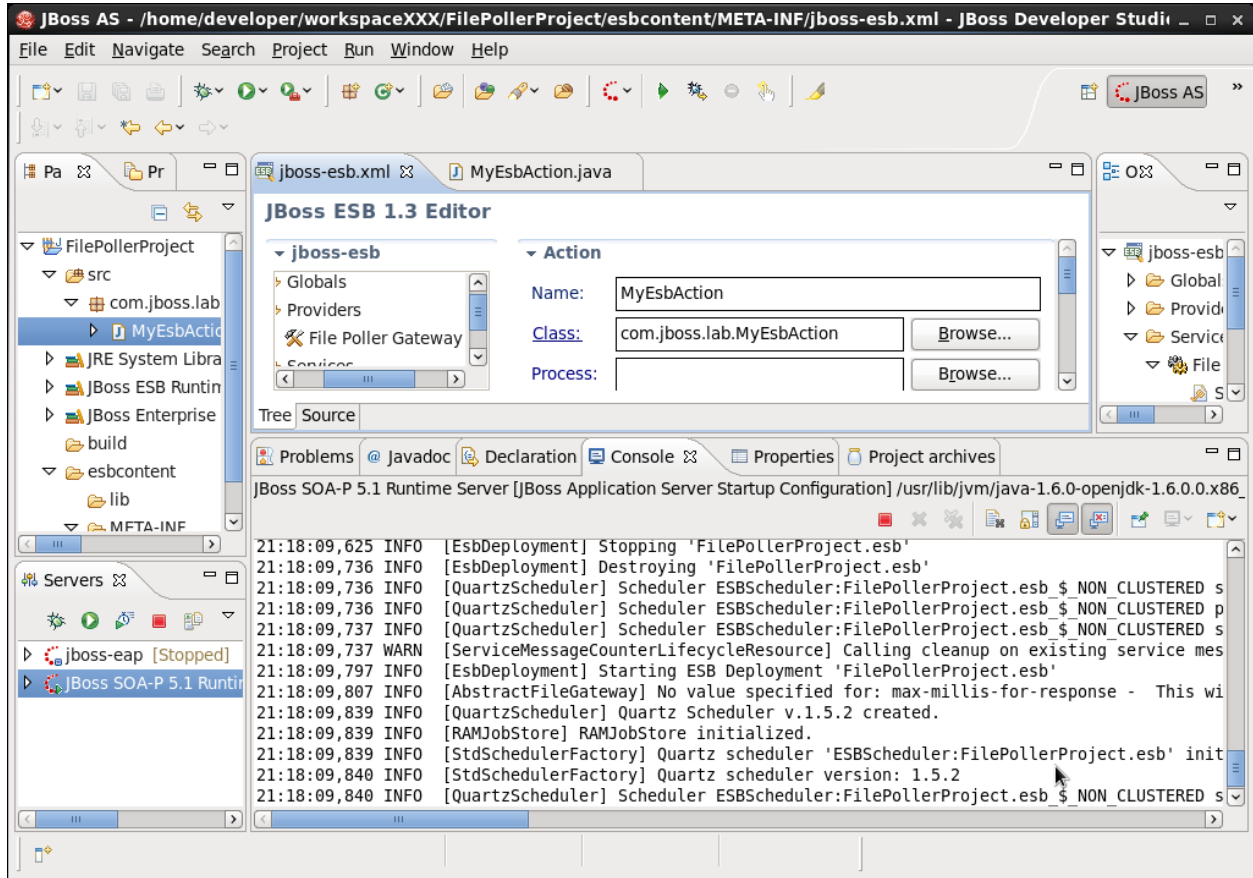 JBoss AS - /home/developer/workspaceXXX/FilePollerProject/esbcontent/META-INF/jboss-esb.xml - JBoss Developer Studi
File Edit Navigate Search Project Run Window Help
JBoss AS »
Pa Pr
jboss-esb.xml MyEsbAction.java
O
JBoss ESB 1.3 Editor
FilePollerProject
src
com.jboss.lab
MyEsbActic
JRE System Libra
JBoss ESB Runtim
JBoss Enterprise
build
esbcontent
lib
META-INF
jboss-esb
Globals
Providers
File Poller Gateway
Services
Action
Name: MyEsbAction
Class: com.jboss.lab.MyEsbAction Browse...
Process: Browse...
Tree Source
jboss-esb
Global
Provid
Service
File
S
Problems @ Javadoc Declaration Console Properties Project archives
JBoss SOA-P 5.1 Runtime Server [JBoss Application Server Startup Configuration] /usr/lib/jvm/java-1.6.0-openjdk-1.6.0.0.x86_
21:18:09,625 INFO [EsbDeployment] Stopping 'FilePollerProject.esb'
21:18:09,736 INFO [EsbDeployment] Destroying 'FilePollerProject.esb'
21:18:09,736 INFO [QuartzScheduler] Scheduler ESBScheduler:FilePollerProject.esb_$_NON_CLUSTERED s
21:18:09,736 INFO [QuartzScheduler] Scheduler ESBScheduler:FilePollerProject.esb_$_NON_CLUSTERED p
21:18:09,737 INFO [QuartzScheduler] Scheduler ESBScheduler:FilePollerProject.esb_$_NON_CLUSTERED s
21:18:09,737 WARN [ServiceMessageCounterLifecycleResource] Calling cleanup on existing service mes
21:18:09,797 INFO [EsbDeployment] Starting ESB Deployment 'FilePollerProject.esb'
21:18:09,807 INFO [AbstractFileGateway] No value specified for: max-millis-for-response - This wi
21:18:09,839 INFO [QuartzScheduler] Quartz Scheduler v.1.5.2 created.
21:18:09,839 INFO [RAMJobStore] RAMJobStore initialized.
21:18:09,839 INFO [StdSchedulerFactory] Quartz scheduler 'ESBScheduler:FilePollerProject.esb' init
21:18:09,840 INFO [StdSchedulerFactory] Quartz scheduler version: 1.5.2
21:18:09,840 INFO [QuartzScheduler] Scheduler ESBScheduler:FilePollerProject.esb_$_NON_CLUSTERED s
Servers
jboss-eap [Stopped]
JBoss SOA-P 5.1 Runtir